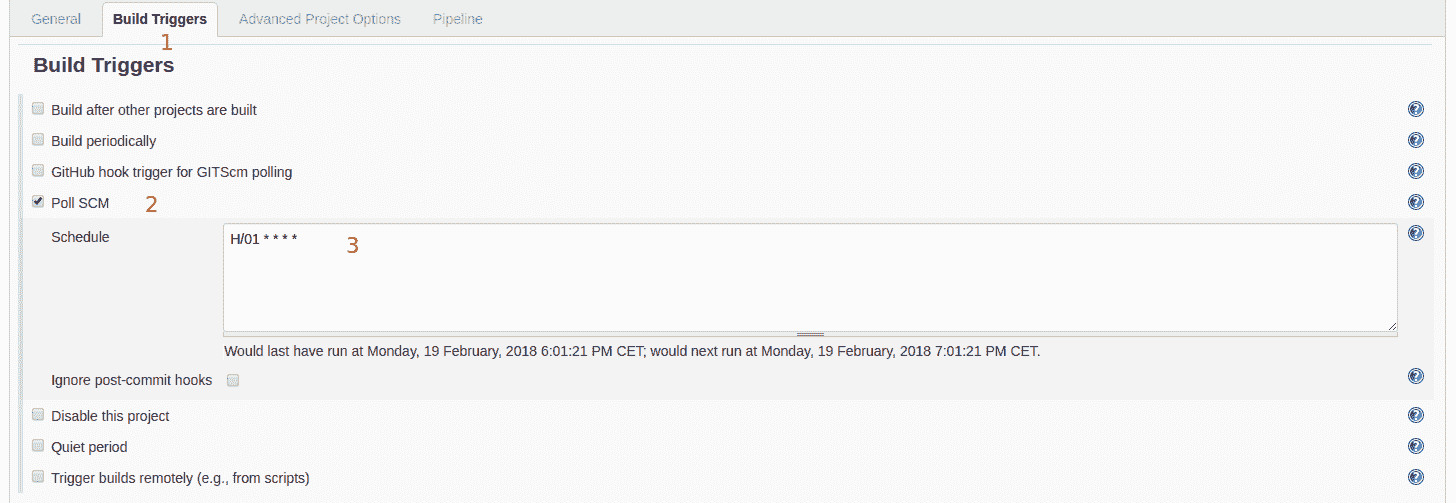 General Build Triggers Advanced Project Options Pipeline
1
Build Triggers
Build after other projects are built
Build periodically
GitHub hook trigger for GITScm polling
Poll SCM 2
Schedule H/01 * * * * 3
Would last have run at Monday, 19 February, 2018 6:01:21 PM CET; would next run at Monday, 19 February, 2018 7:01:21 PM CET.
Ignore post-commit hooks
Disable this project
Quiet period
Trigger builds remotely (e.g., from scripts)